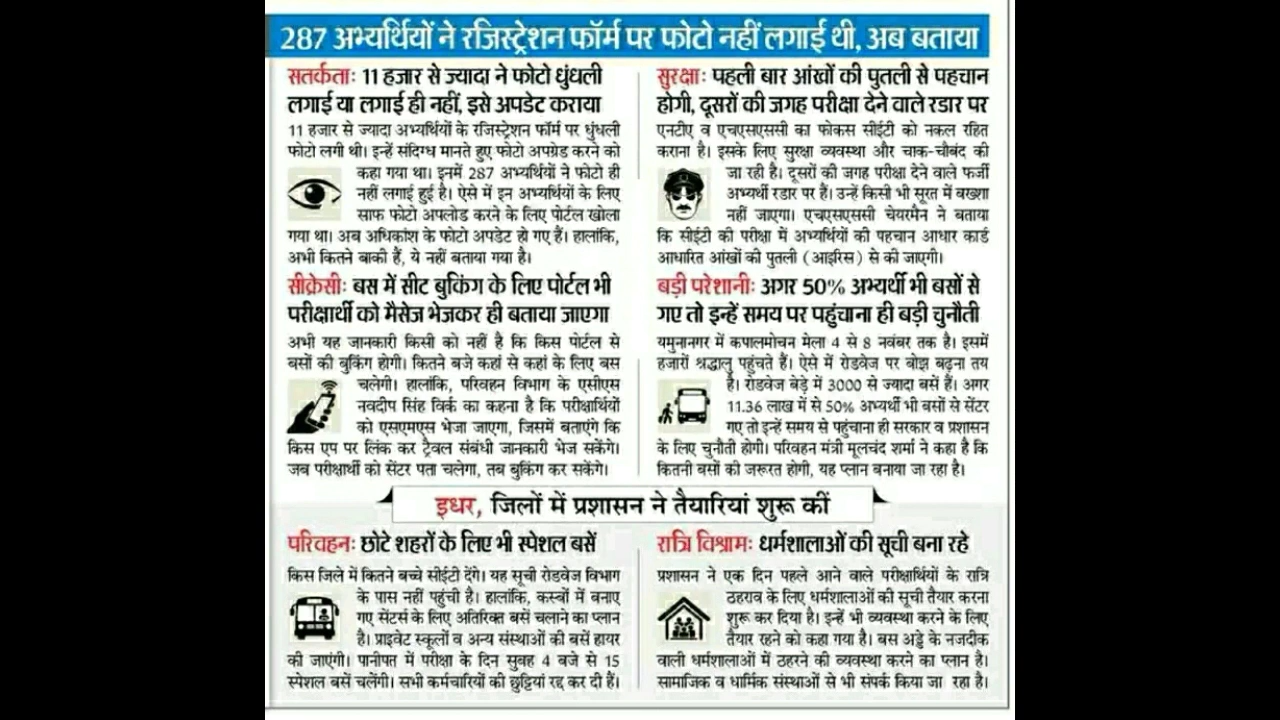 287 अभ्यर्थियों ने रजिस्ट्रेशन फॉर्म पर फोटो नहीं लगाई थी, अब बताया
सतर्कता: 11 हजार से ज्यादा ने फोटो धुंधली
लगाई या लगाई ही नहीं, इसे अपडेट कराया
11 हजार से ज्यादा अभ्यर्थियों के रजिस्ट्रेशन फॉर्म पर धुंधली
फोटो लगी थी। इन्हें संदिग्ध मानते हुए फोटो अपग्रेड करने को
कहा गया था। इनमें 287 अभ्यर्थियों ने फोटो ही
नहीं लगाई हुई है। ऐसे में इन अभ्यर्थियों के लिए
साफ फोटो अपलोड करने के लिए पोर्टल खोला
गया था। अब अधिकांश के फोटो अपडेट हो गए हैं। हालांकि,
अभी कितने बाकी हैं, ये नहीं बताया गया है।
सीक्रेसी: बस में सीट बुकिंग के लिए पोर्टल भी
परीक्षार्थी को मैसेज भेजकर ही बताया जाएगा
अभी यह जानकारी किसी को नहीं है कि किस पोर्टल से
बसों की बुकिंग होगी। कितने बजे कहां से कहां के लिए बस
चलेगी। हालांकि, परिवहन विभाग के एसीएस
नवदीप सिंह विर्क का कहना है कि परीक्षार्थियों
को एसएमएस भेजा जाएगा, जिसमें बताएंगे कि
किस एप पर लिंक कर ट्रैवल संबंधी जानकारी भेज सकेंगे।
जब परीक्षार्थी को सेंटर पता चलेगा, तब बुकिंग कर सकेंगे।
सुरक्षा: पहली बार आंखों की पुतली से पहचान
होगी, दूसरों की जगह परीक्षा देने वाले रडार पर
एनटीए व एचएसएससी का फोकस सीईटी को नकल रहित
कराना है। इसके लिए सुरक्षा व्यवस्था और चाक-चौबंद की
जा रही है। दूसरों की जगह परीक्षा देने वाले फर्जी
अभ्यर्थी रडार पर हैं। उन्हें किसी भी सूरत में बख्शा
नहीं जाएगा। एचएसएससी चेयरमैन ने बताया
कि सीईटी की परीक्षा में अभ्यर्थियों की पहचान आधार कार्ड
आधारित आंखों की पुतली (आइरिस) से की जाएगी।
बड़ी परेशानी: अगर 50% अभ्यर्थी भी बसों से
गए तो इन्हें समय पर पहुंचाना ही बड़ी चुनौती
यमुनानगर में कपालमोचन मेला 4 से 8 नवंबर तक है। इसमें
हजारों श्रद्धालु पहुंचते हैं। ऐसे में रोडवेज पर बोझ बढ़ना तय
है। रोडवेज बेड़े में 3000 से ज्यादा बसें हैं। अगर
11.36 लाख में से 50% अभ्यर्थी भी बसों से सेंटर
गए तो इन्हें समय से पहुंचाना ही सरकार व प्रशासन
के लिए चुनौती होगी। परिवहन मंत्री मूलचंद शर्मा ने कहा है कि
कितनी बसों की जरूरत होगी, यह प्लान बनाया जा रहा है।
इधर, जिलों में प्रशासन ने तैयारियां शुरू कीं
परिवहन: छोटे शहरों के लिए भी स्पेशल बसें
किस जिले में कितने बच्चे सीईटी देंगे। यह सूची रोडवेज विभाग
के पास नहीं पहुंची है। हालांकि, कस्बों में बनाए
गए सेंटर्स के लिए अतिरिक्त बसें चलाने का प्लान
है। प्राइवेट स्कूलों व अन्य संस्थाओं की बसें हायर
की जाएंगी। पानीपत में परीक्षा के दिन सुबह 4 बजे से 15
स्पेशल बसें चलेंगी। सभी कर्मचारियों की छुट्टियां रद्द कर दी हैं।
रात्रि विश्राम: धर्मशालाओं की सूची बना रहे
प्रशासन ने एक दिन पहले आने वाले परीक्षार्थियों के रात्रि
ठहराव के लिए धर्मशालाओं की सूची तैयार करना
शुरू कर दिया है। इन्हें भी व्यवस्था करने के लिए
तैयार रहने को कहा गया है। बस अड्डे के नजदीक
वाली धर्मशालाओं में ठहरने की व्यवस्था करने का प्लान है।
सामाजिक व धार्मिक संस्थाओं से भी संपर्क किया जा रहा है।